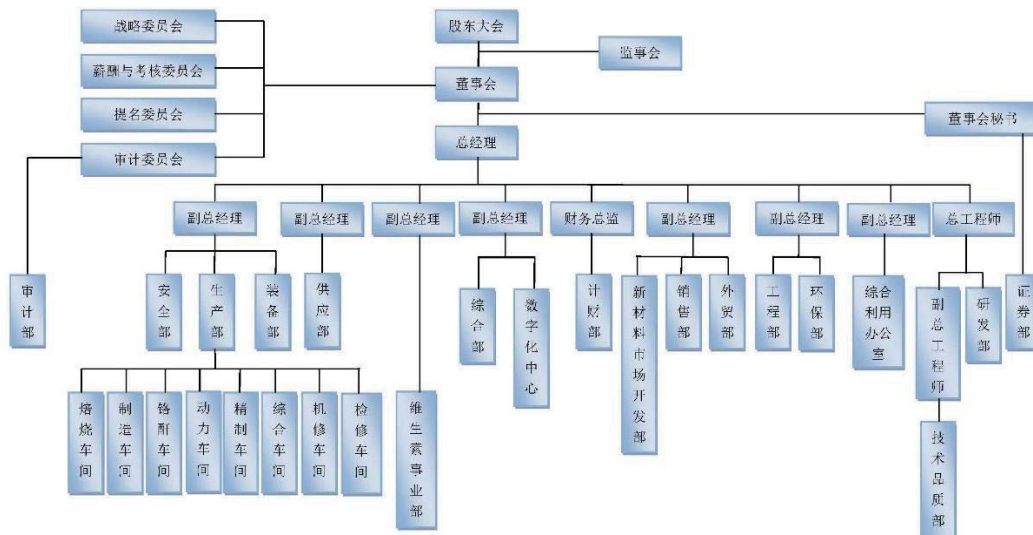 战略委员会
股东大会
监事会
薪酬与考核委员会
董事会
提名委员会
董事会秘书
总经理
审计委员会
副总经理
副总经理
副总经理
副总经理
财务总监
副总经理
副总经理
副总经理
总工程师
审计部
安全部
生产部
装备部
供应部
综合部
数字化中心
计财部
新材料市场开发部
销售部
外贸部
工程部
环保部
综合利用办公室
副总工程师
研发部
证券部
焙烧车间
制造车间
铬酐车间
动力车间
精制车间
综合车间
机修车间
检修车间
维生素事业部
技术品质部